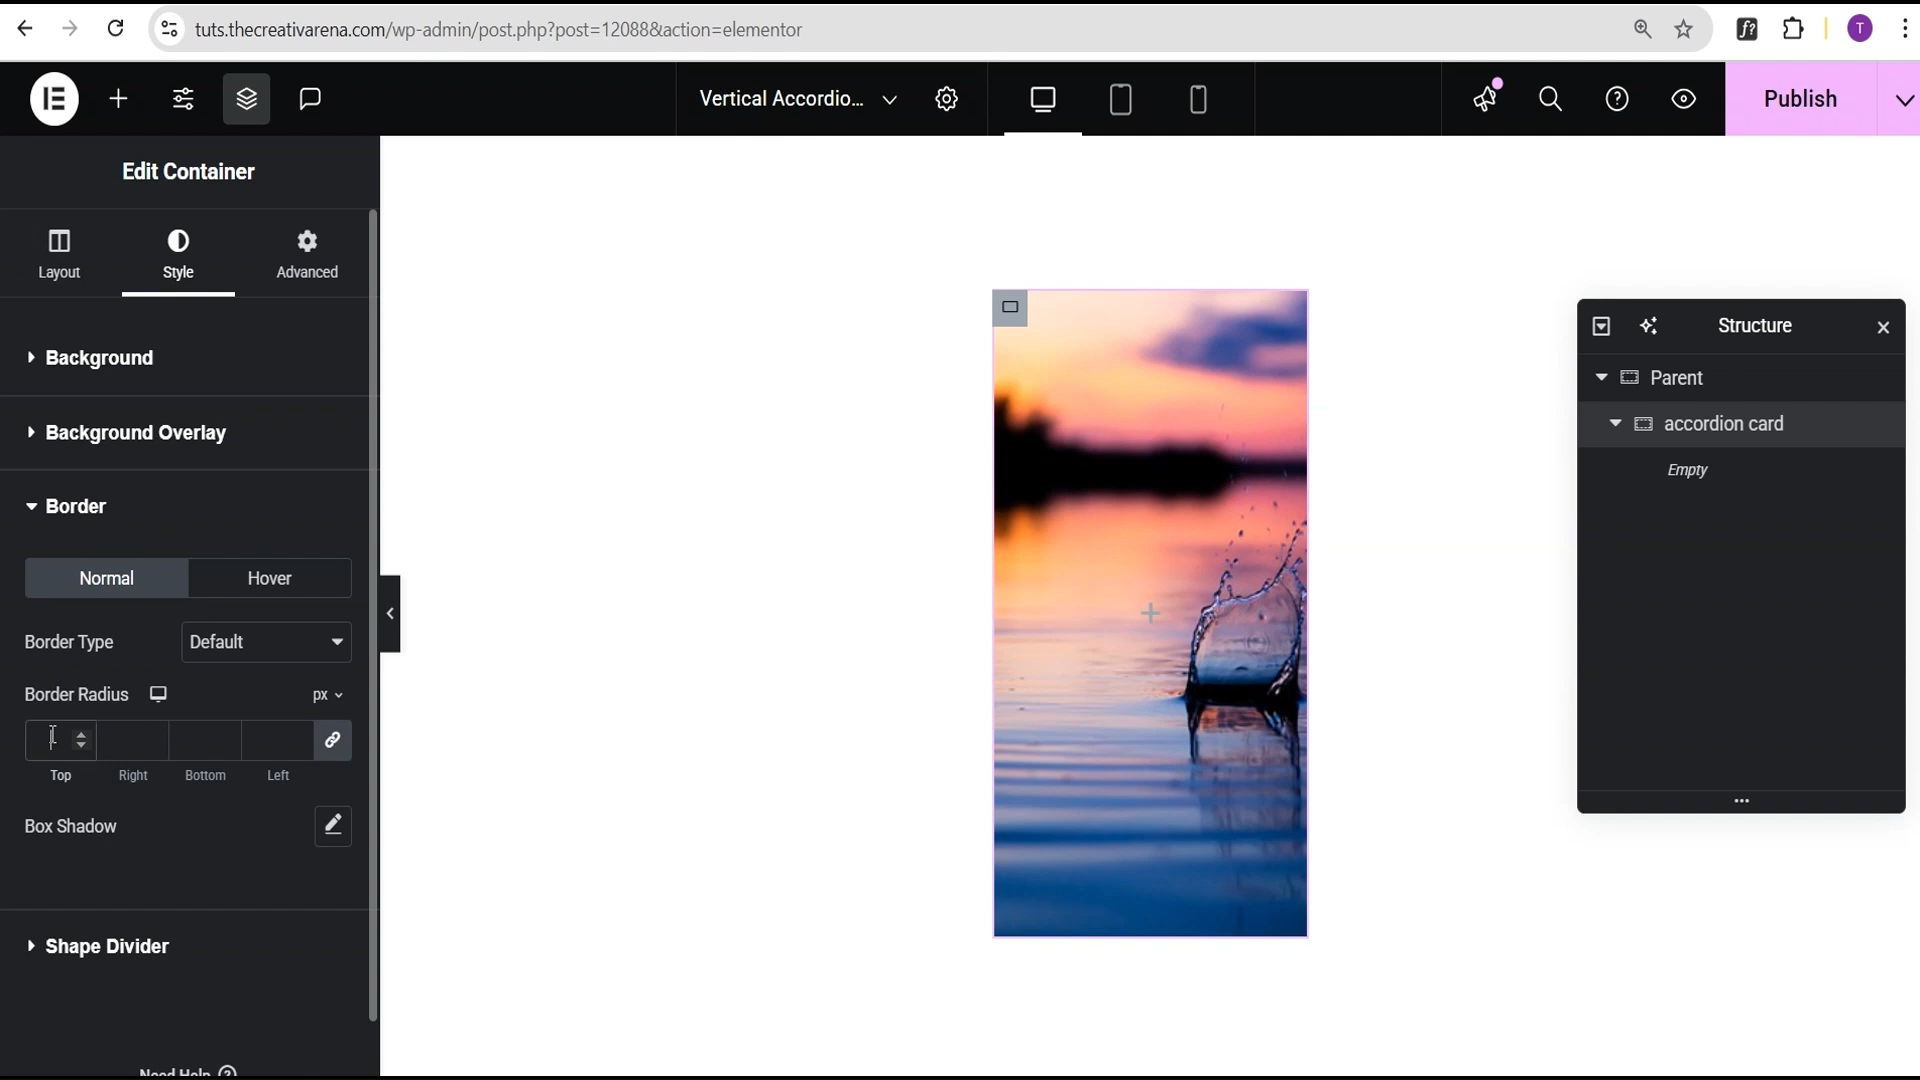 tuts.thecreativarena.com/wp-admin/post.php?post=12088&action=elementor
T
Vertical Accordio...
Publish
Edit Container
Layout
Style
Advanced
Background
Background Overlay
Border
Normal
Hover
Border Type
Default
Border Radius
px
Top
Right
Bottom
Left
Box Shadow
Shape Divider
Need Help
Structure
Parent
accordion card
Empty